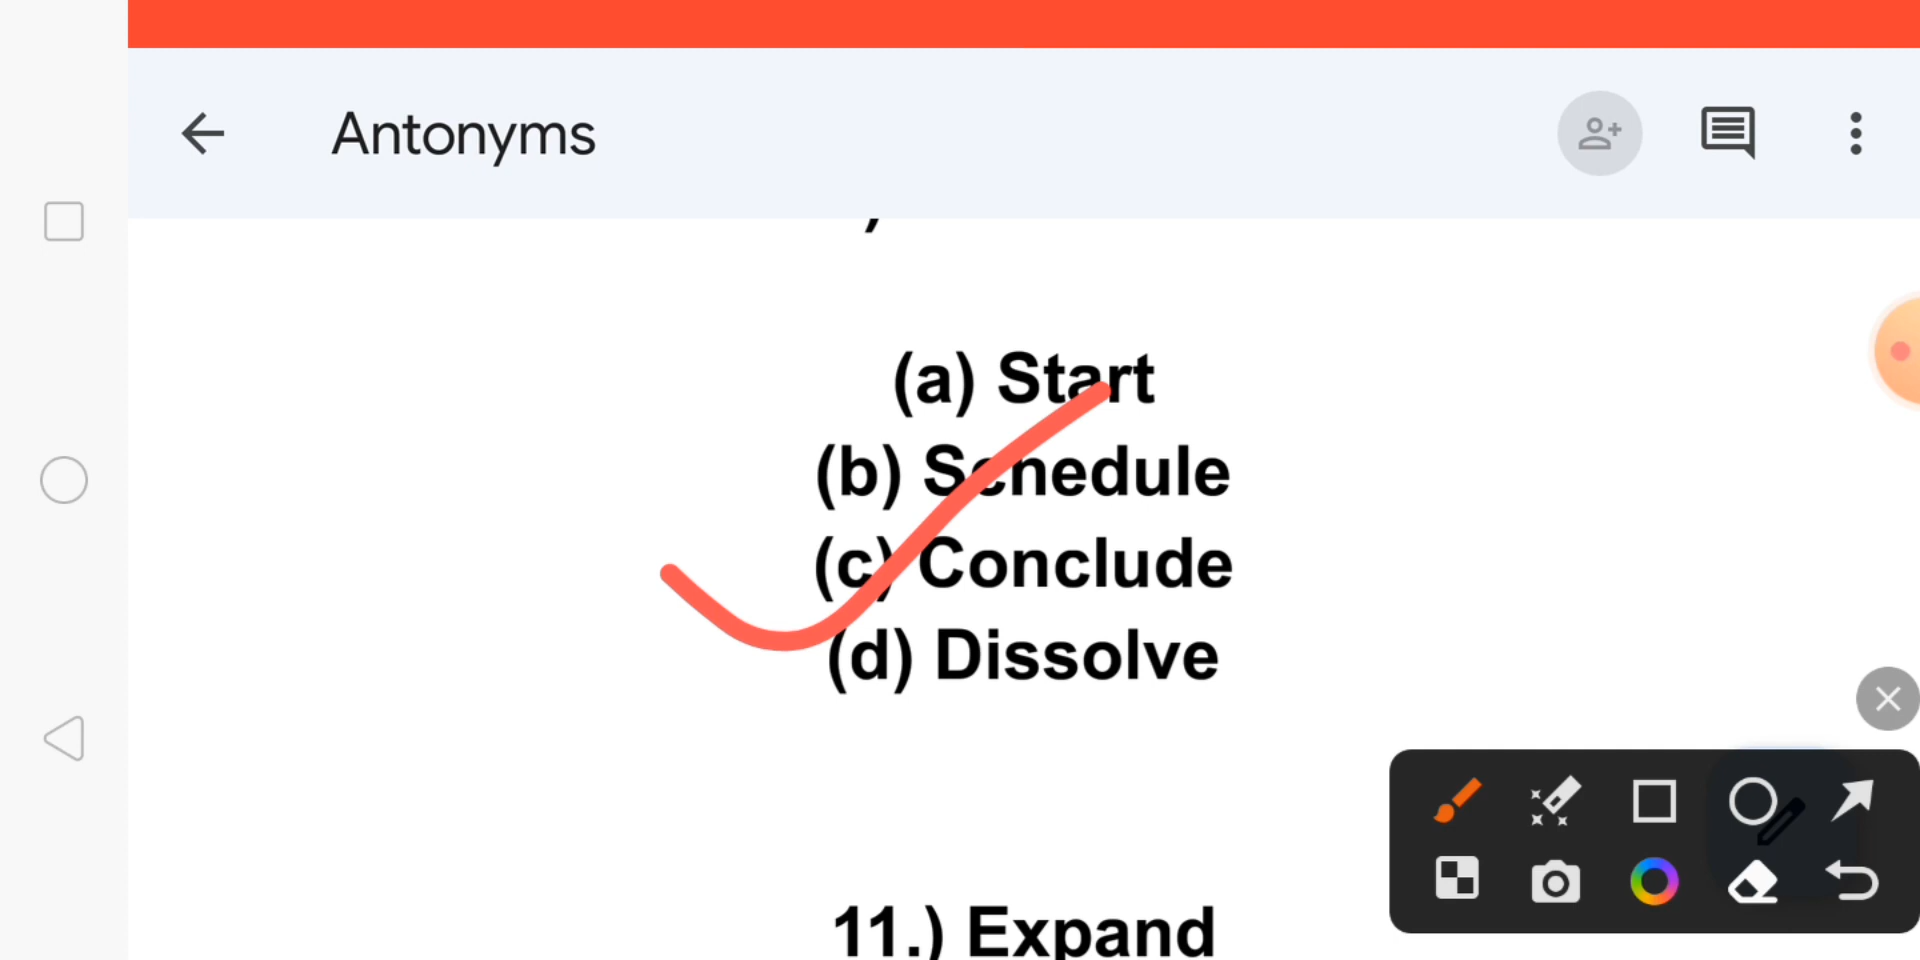 Antonyms
(a) Start
(b) Schedule
(c) Conclude
(d) Dissolve
11.) Expand